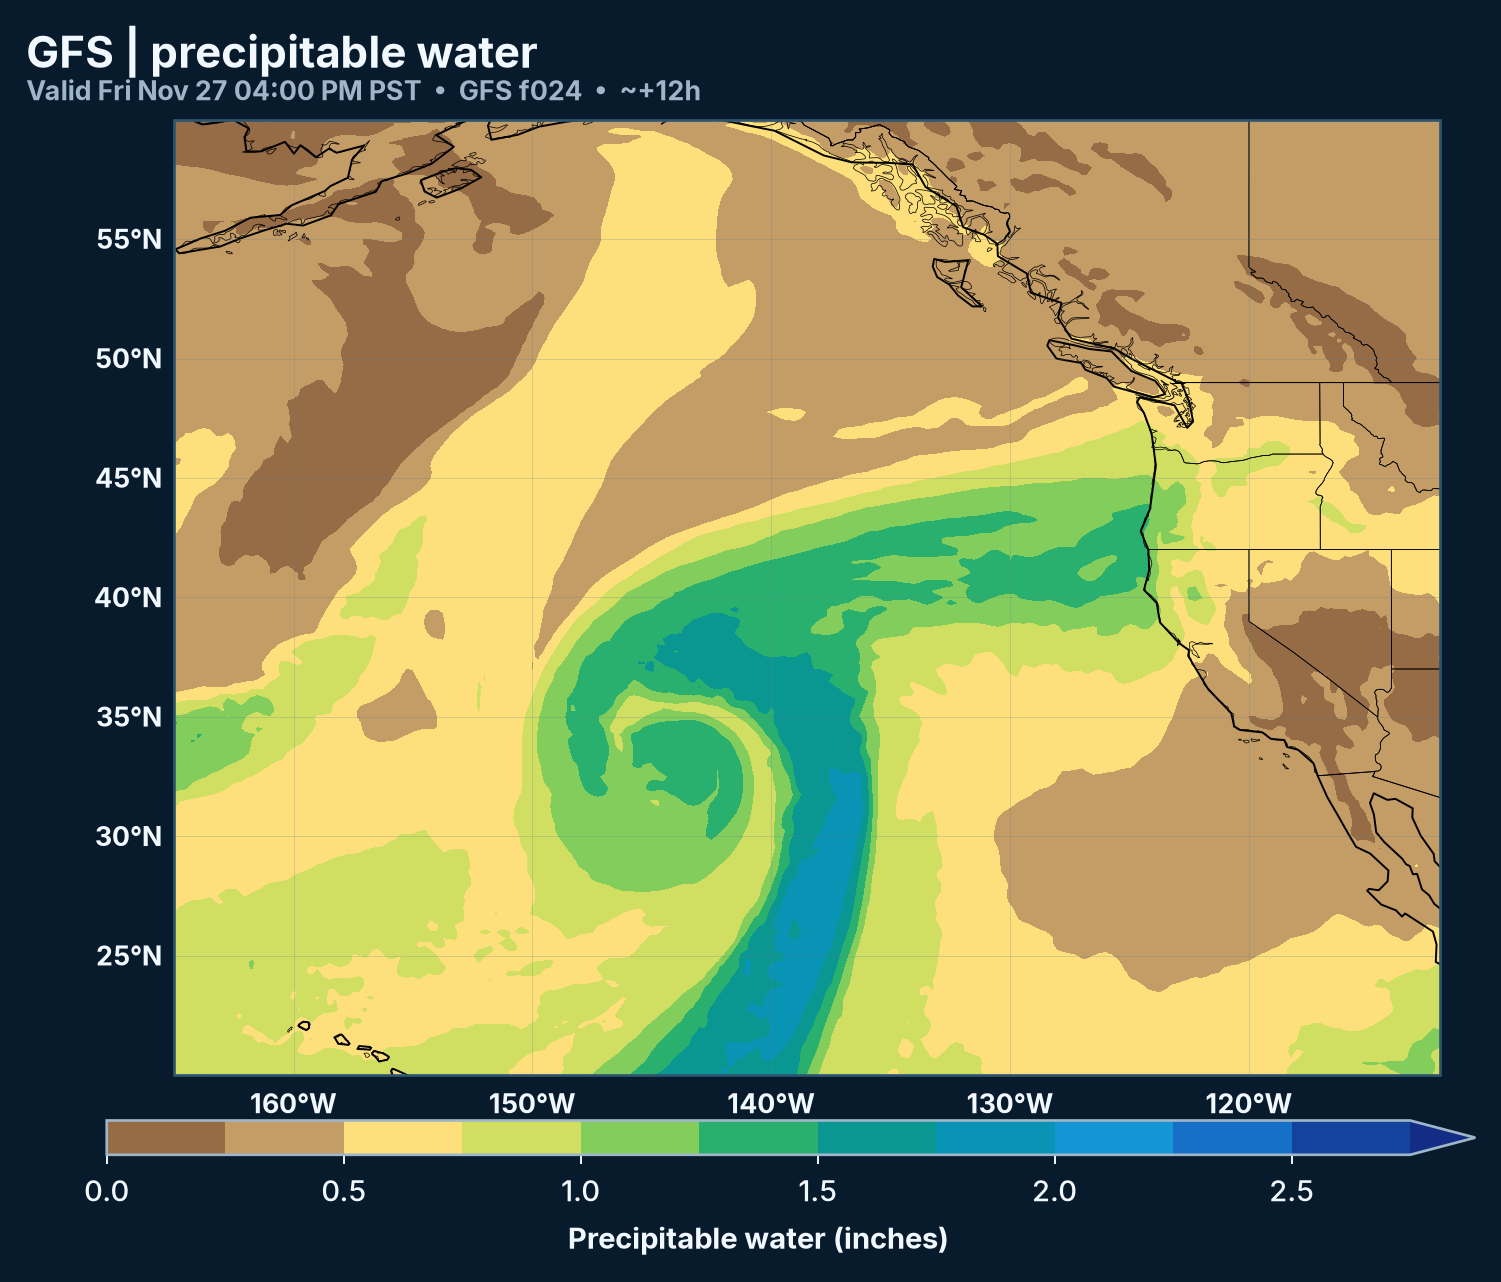 GFS | precipitable water
Valid Fri Nov 27 04:00 PM PST • GFS f024 • ~+12h
55°N
50°N
45°N
40°N
35°N
30°N
25°N
160°W 150°W 140°W 130°W 120°W
0.0 0.5 1.0 1.5 2.0 2.5
Precipitable water (inches)